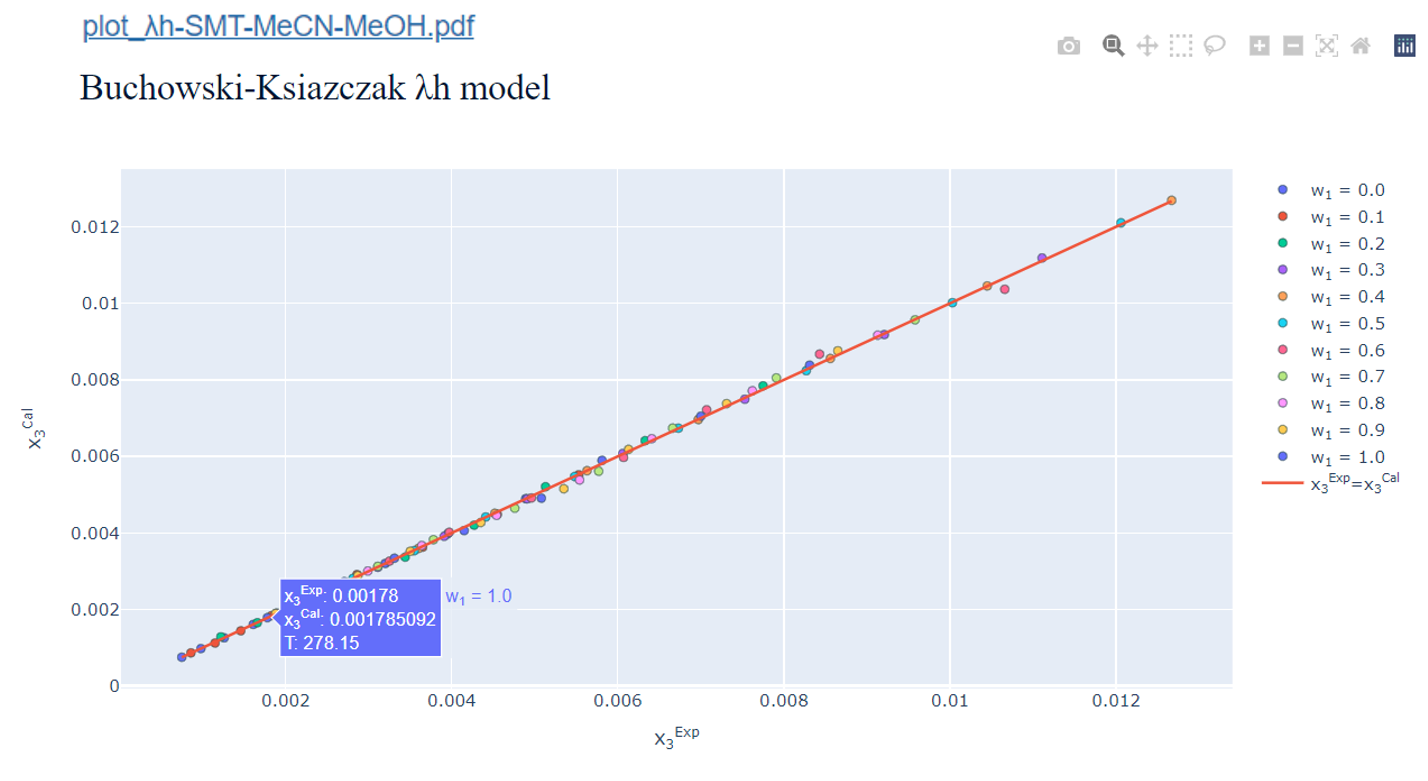 plot_λh-SMT-MeCN-MeOH.pdf
Buchowski-Ksiazczak λh model
w₁ = 0.0
w₁ = 0.1
w₁ = 0.2
w₁ = 0.3
w₁ = 0.4
w₁ = 0.5
w₁ = 0.6
w₁ = 0.7
w₁ = 0.8
w₁ = 0.9
w₁ = 1.0
x₃Exp=x₃Cal
0.012
0.01
0.008
0.006
0.004
0.002
0
x₃Cal
x₃Exp: 0.00178
x₃Cal: 0.001785092
T: 278.15
w₁ = 1.0
0.002 0.004 0.006 0.008 0.01 0.012
x₃Exp